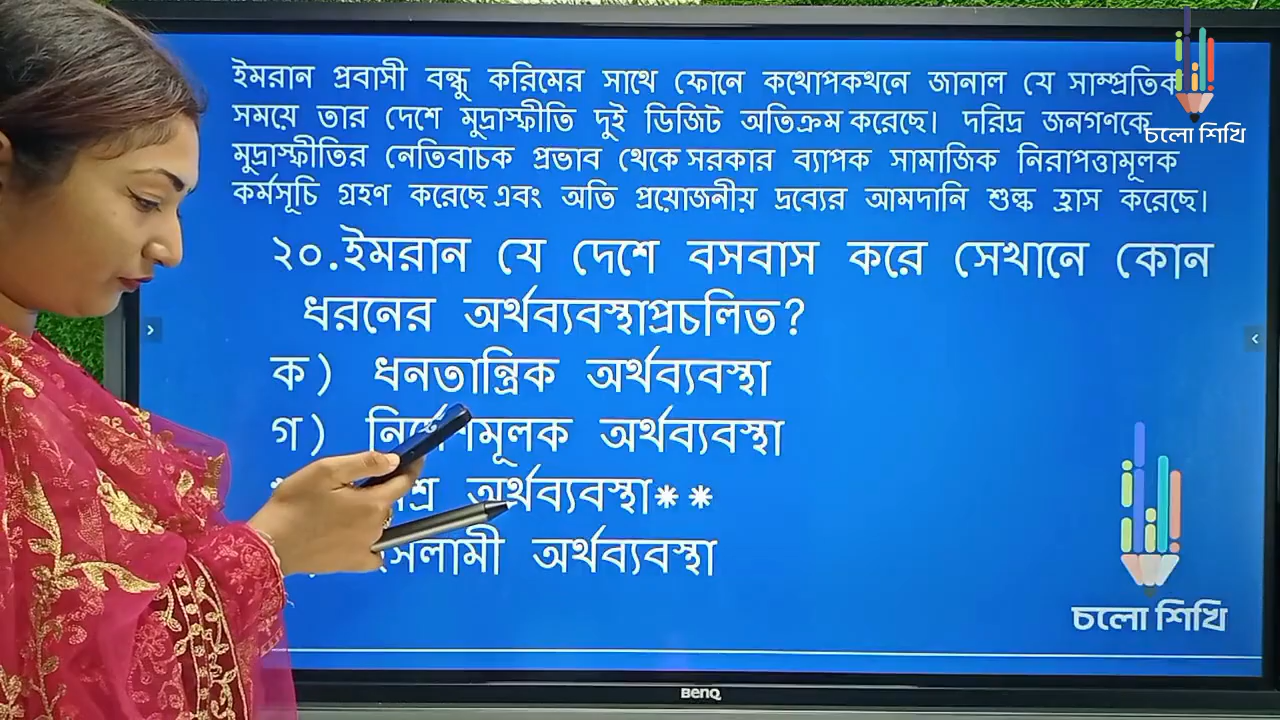 ইমরান প্রবাসী বন্ধু করিমের সাথে ফোনে কথোপকথনে জানাল যে সাম্প্রতিক
সময়ে তার দেশে মুদ্রাস্ফীতি দুই ডিজিট অতিক্রম করেছে। দরিদ্র জনগণকে
মুদ্রাস্ফীতির নেতিবাচক প্রভাব থেকে সরকার ব্যাপক সামাজিক নিরাপত্তামূলক
কর্মসূচি গ্রহণ করেছে এবং অতি প্রয়োজনীয় দ্রব্যের আমদানি শুল্ক হ্রাস করেছে।
চলো শিখি
২০.ইমরান যে দেশে বসবাস করে সেখানে কোন
ধরনের অর্থব্যবস্থাপ্রচলিত?
ক) ধনতান্ত্রিক অর্থব্যবস্থা
গ) অর্থব্যবস্থা
অর্থব্যবস্থা**
অর্থব্যবস্থা
চলো শিখি
BenQ